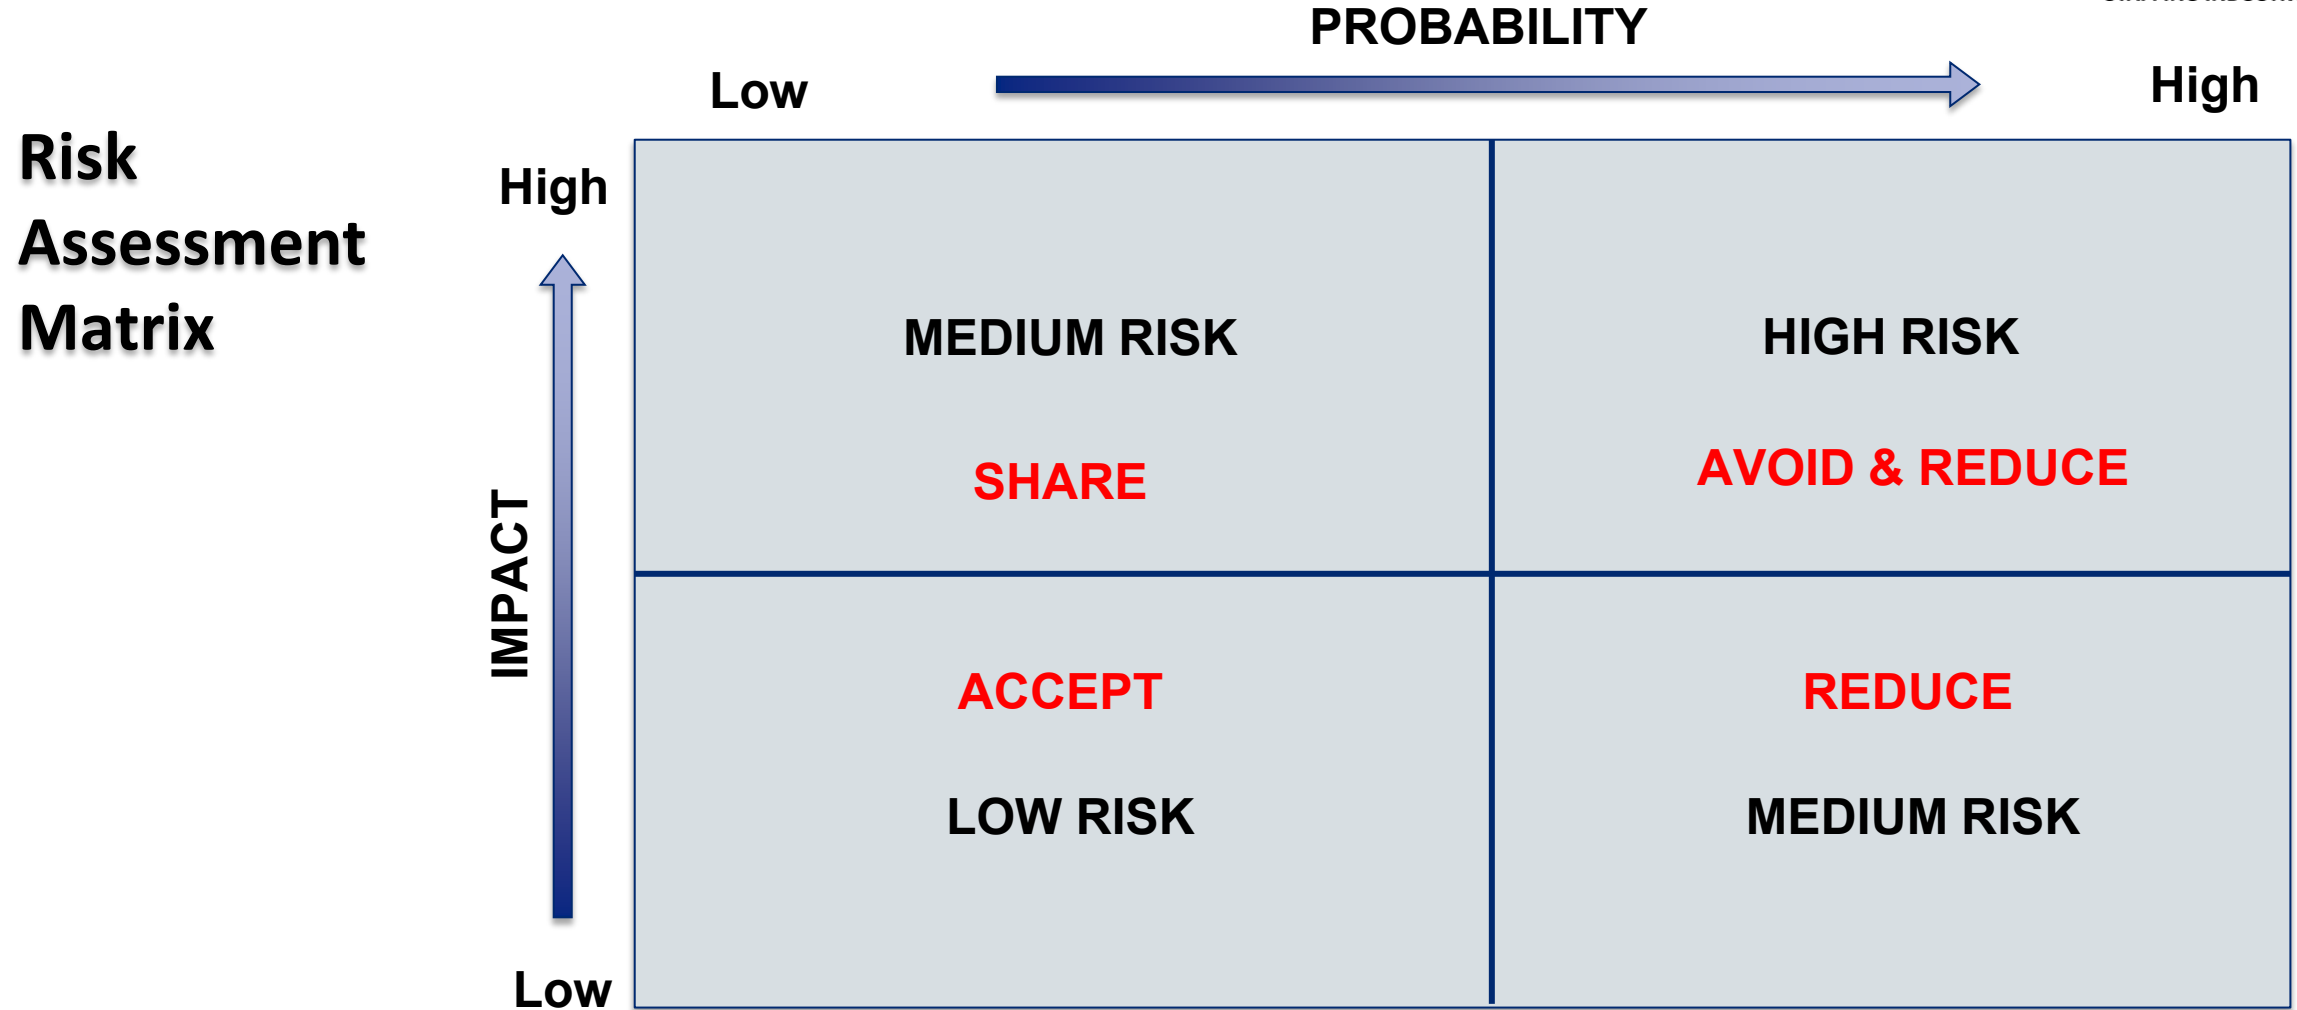 PROBABILITY
Low
High
Risk
Assessment
Matrix
High
IMPACT
Low
MEDIUM RISK
HIGH RISK
SHARE
AVOID & REDUCE
ACCEPT
REDUCE
LOW RISK
MEDIUM RISK